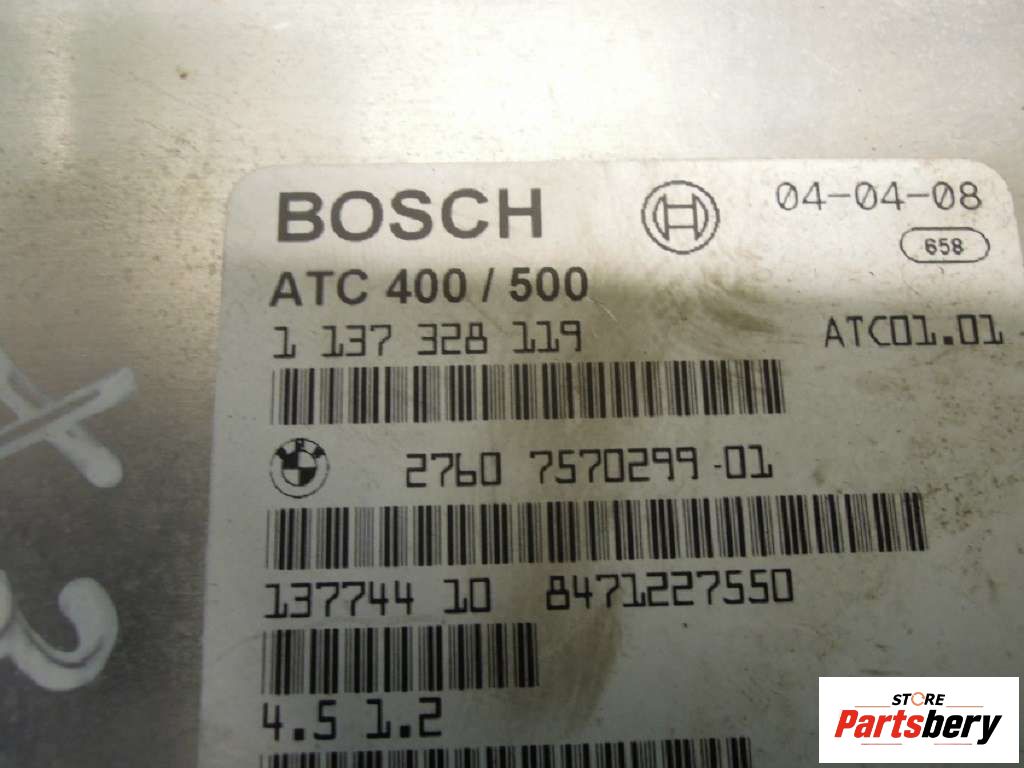 BOSCH 04-04-08
658
ATC 400 / 500
1 137 328 119 ATC01.01
BMW 2760 7570299-01
137744 10 8471227550
4.5 1.2
STORE
Partsbery